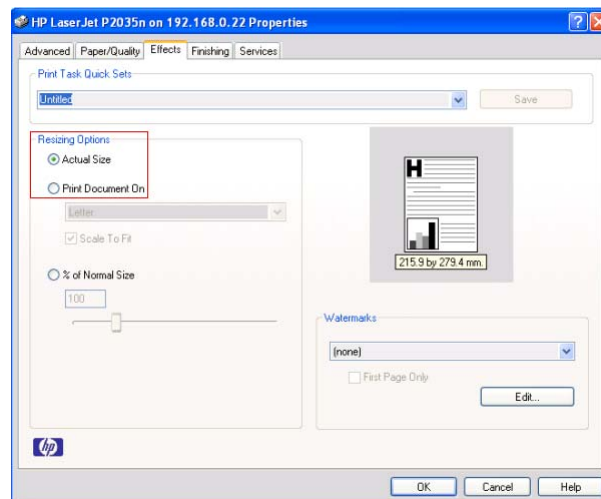 HP LaserJet P2035n on 192.168.0.22 Properties
Advanced Paper/Quality Effects Finishing Services
Print Task Quick Sets
Untitled
Save
Resizing Options
Actual Size
Print Document On
Letter
Scale To Fit
% of Normal Size
100
H
215.9 by 279.4 mm.
Watermarks
(none)
First Page Only
Edit...
hp
OK Cancel Help